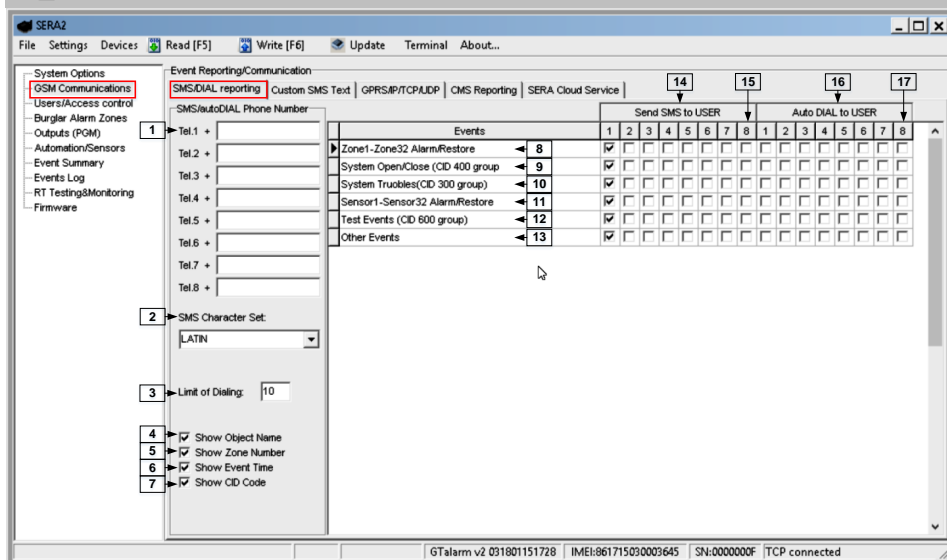 SERA2
File Settings Devices Read [F5] Write [F6] Update Terminal About...
System Options
GSM Communications
Users/Access control
Burglar Alarm Zones
Outputs (PGM)
Automation/Sensors
Event Summary
Events Log
RT Testing&Monitoring
Firmware
Event Reporting/Communication
SMS/DIAL reporting Custom SMS Text GPRS/IP/TCP/UDP CMS Reporting SERA Cloud Service
SMS/autoDIAL Phone Number
1 Tel.1 +
Tel.2 +
Tel.3 +
Tel.4 +
Tel.5 +
Tel.6 +
Tel.7 +
Tel.8 +
2 SMS Character Set:
LATIN
3 Limit of Dialing: 10
4 Show Object Name
5 Show Zone Number
6 Show Event Time
7 Show CID Code
14 15 16 17
Send SMS to USER Auto DIAL to USER
Events 1 2 3 4 5 6 7 8 1 2 3 4 5 6 7 8
Zone1-Zone32 Alarm/Restore 8
System Open/Close (CID 400 group 9
System Truobles(CID 300 group) 10
Sensor1-Sensor32 Alarm/Restore 11
Test Events (CID 600 group) 12
Other Events 13
GTalarm v2 031801151728 IMEI:861715030003645 SN:0000000F TCP connected